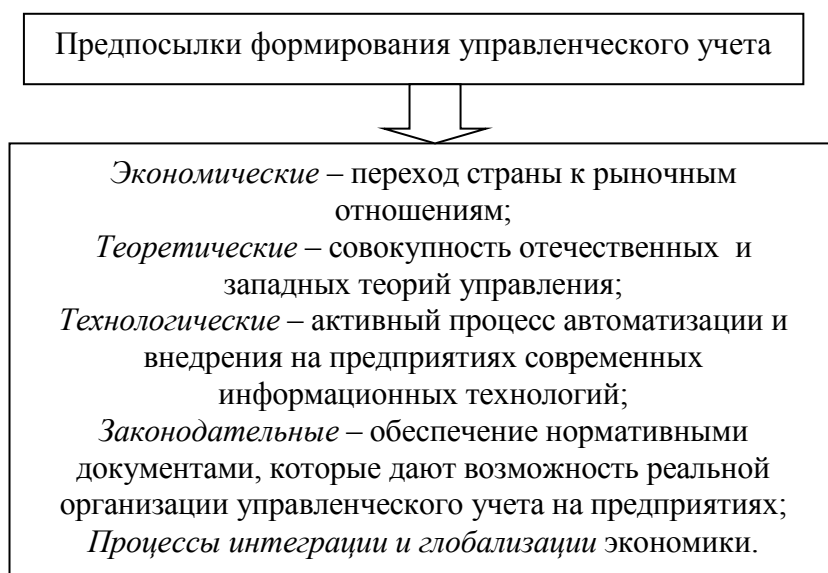 Предпосылки формирования управленческого учета
Экономические – переход страны к рыночным
отношениям;
Теоретические – совокупность отечественных и
западных теорий управления;
Технологические – активный процесс автоматизации и
внедрения на предприятиях современных
информационных технологий;
Законодательные – обеспечение нормативными
документами, которые дают возможность реальной
организации управленческого учета на предприятиях;
Процессы интеграции и глобализации экономики.